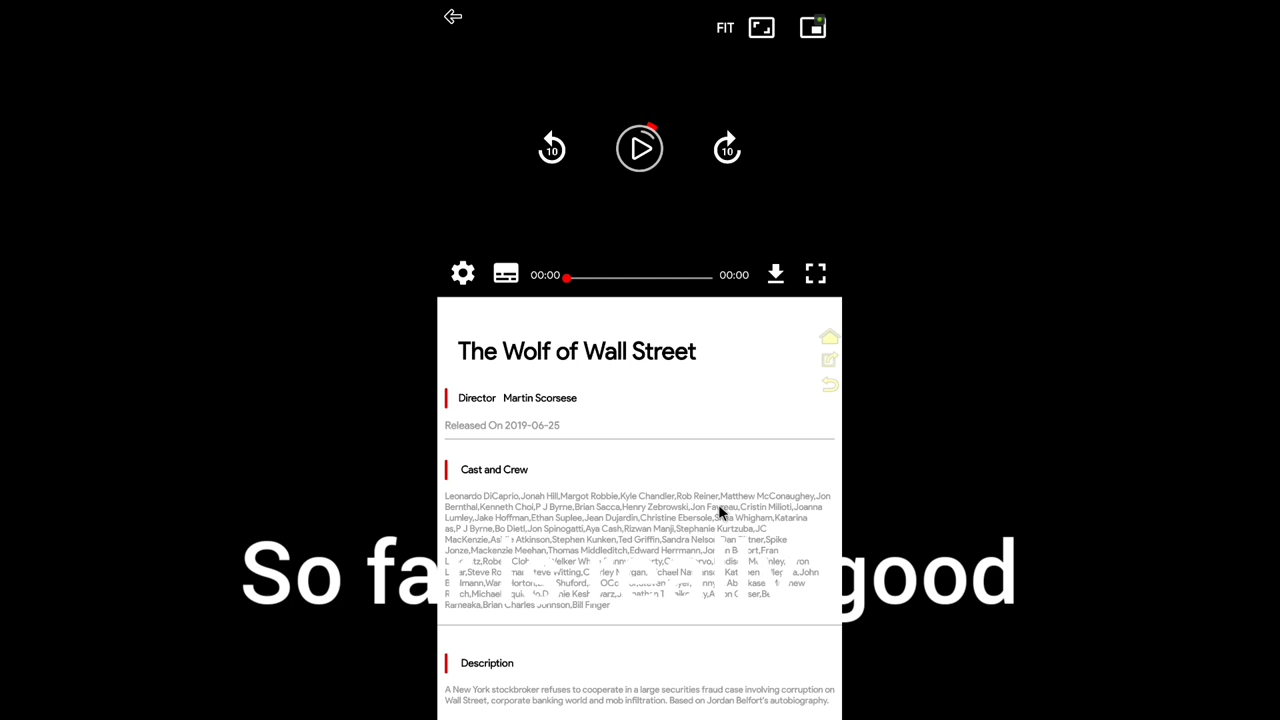 FIT
10
10
00:00 00:00
The Wolf of Wall Street
Director Martin Scorsese
Released On 2019-06-25
Cast and Crew
Leonardo DiCaprio,Jonah Hill,Margot Robbie,Kyle Chandler,Rob Reiner,Matthew McConaughey,Jon
Bernthal,Kenneth Choi,P J Byrne,Brian Sacca,Henry Zebrowski,Jon Favreau,Cristin Milioti,Joanna
Lumley,Jake Hoffman,Ethan Suplee,Jean Dujardin,Christine Ebersole,Shea Whigham,Katarina
as,P J Byrne,Bo Dietl,Jon Spinogatti,Aya Cash,Rizwan Manji,Stephanie Kurtzuba,JC
MacKenzie, Atkinson,Stephen Kunken,Ted Griffin,Sandra Nelson ,Spike
Jonze,Mackenzie Meehan,Thomas Middleditch,Edward Herrmann, ,Fran
,Steve Witting,
Horton, ,John
Rameaka,Brian Charles Johnson,Bill Finger
So fa good
Description
A New York stockbroker refuses to cooperate in a large securities fraud case involving corruption on
Wall Street, corporate banking world and mob infiltration. Based on Jordan Belfort's autobiography.